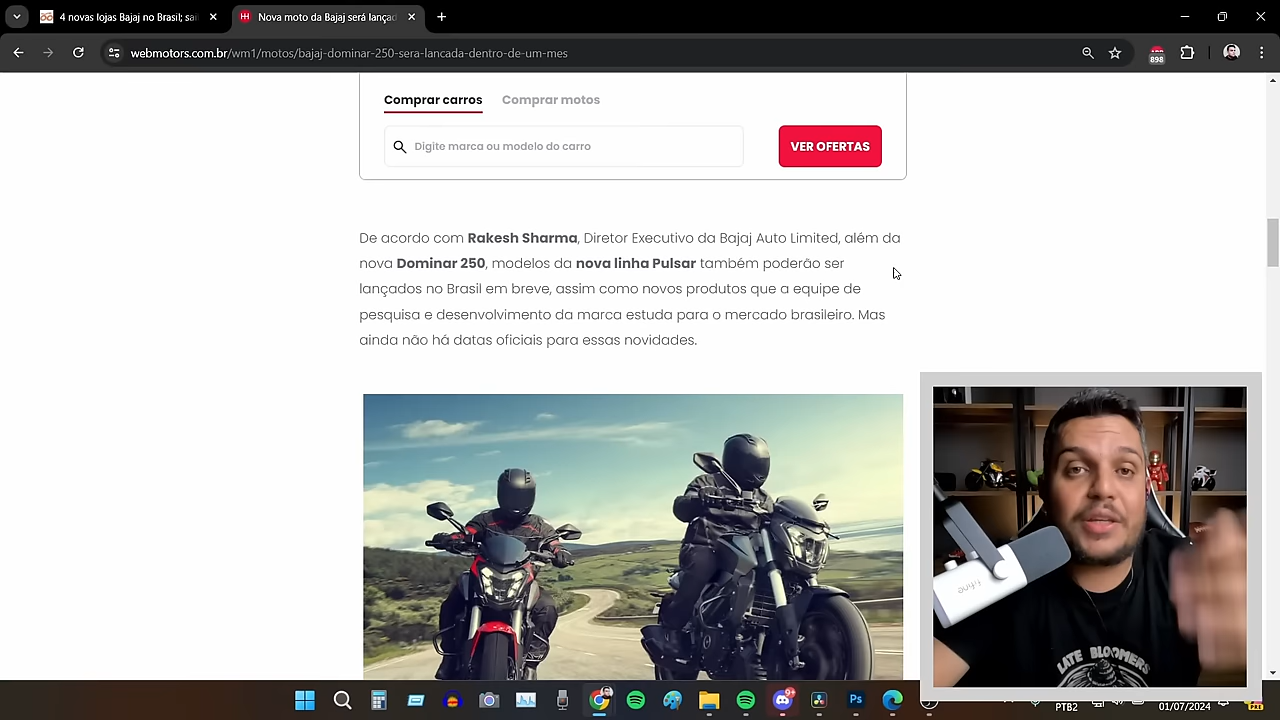 4 novas lojas Bajaj no Brasil; sai
Nova moto da Bajaj será lança
webmotors.com.br/wm1/motos/bajaj-dominar-250-sera-lancada-dentro-de-um-mes
898
Comprar carros Comprar motos
Digite marca ou modelo do carro
VER OFERTAS
De acordo com Rakesh Sharma, Diretor Executivo da Bajaj Auto Limited, além da
nova Dominar 250, modelos da nova linha Pulsar também poderão ser
lançados no Brasil em breve, assim como novos produtos que a equipe de
pesquisa e desenvolvimento da marca estuda para o mercado brasileiro. Mas
ainda não há datas oficiais para essas novidades.
fifine
LATE BLOOMERS
Ps
PTB2
01/07/2024